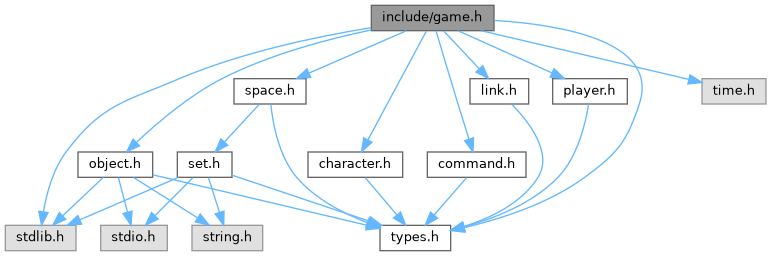 include/game.h
space.h
link.h
player.h
time.h
object.h
set.h
character.h
command.h
stdlib.h
stdio.h
string.h
types.h